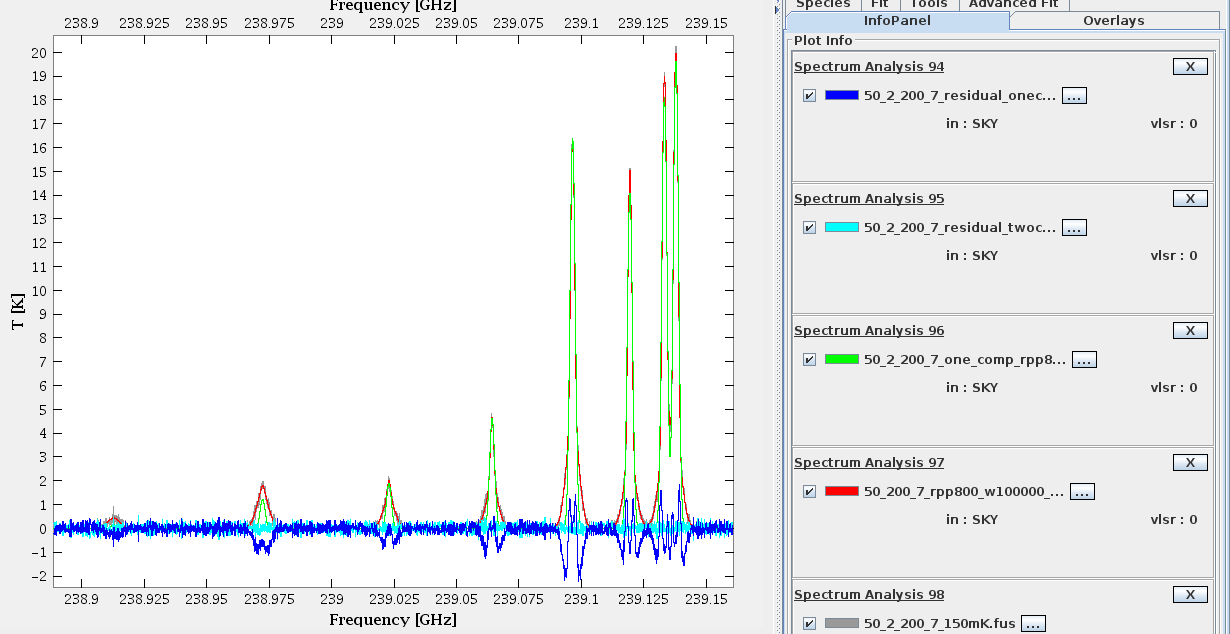 Frequency [GHz]
238.9 238.925 238.95 238.975 239 239.025 239.05 239.075 239.1 239.125 239.15
20
19
18
17
16
15
14
13
12
11
10
9
8
7
6
5
4
3
2
1
0
−1
−2
T [K]
238.9 238.925 238.95 238.975 239 239.025 239.05 239.075 239.1 239.125 239.15
Frequency [GHz]
Species Fit Tools Advanced Fit
InfoPanel Overlays
Plot Info
Spectrum Analysis 94 X
50_2_200_7_residual_onec... ...
in : SKY vlsr : 0
Spectrum Analysis 95 X
50_2_200_7_residual_twoc... ...
in : SKY vlsr : 0
Spectrum Analysis 96 X
50_2_200_7_one_comp_rpp8... ...
in : SKY vlsr : 0
Spectrum Analysis 97 X
50_200_7_rpp800_w100000_... ...
in : SKY vlsr : 0
Spectrum Analysis 98 X
50_2_200_7_150mK.fus ...